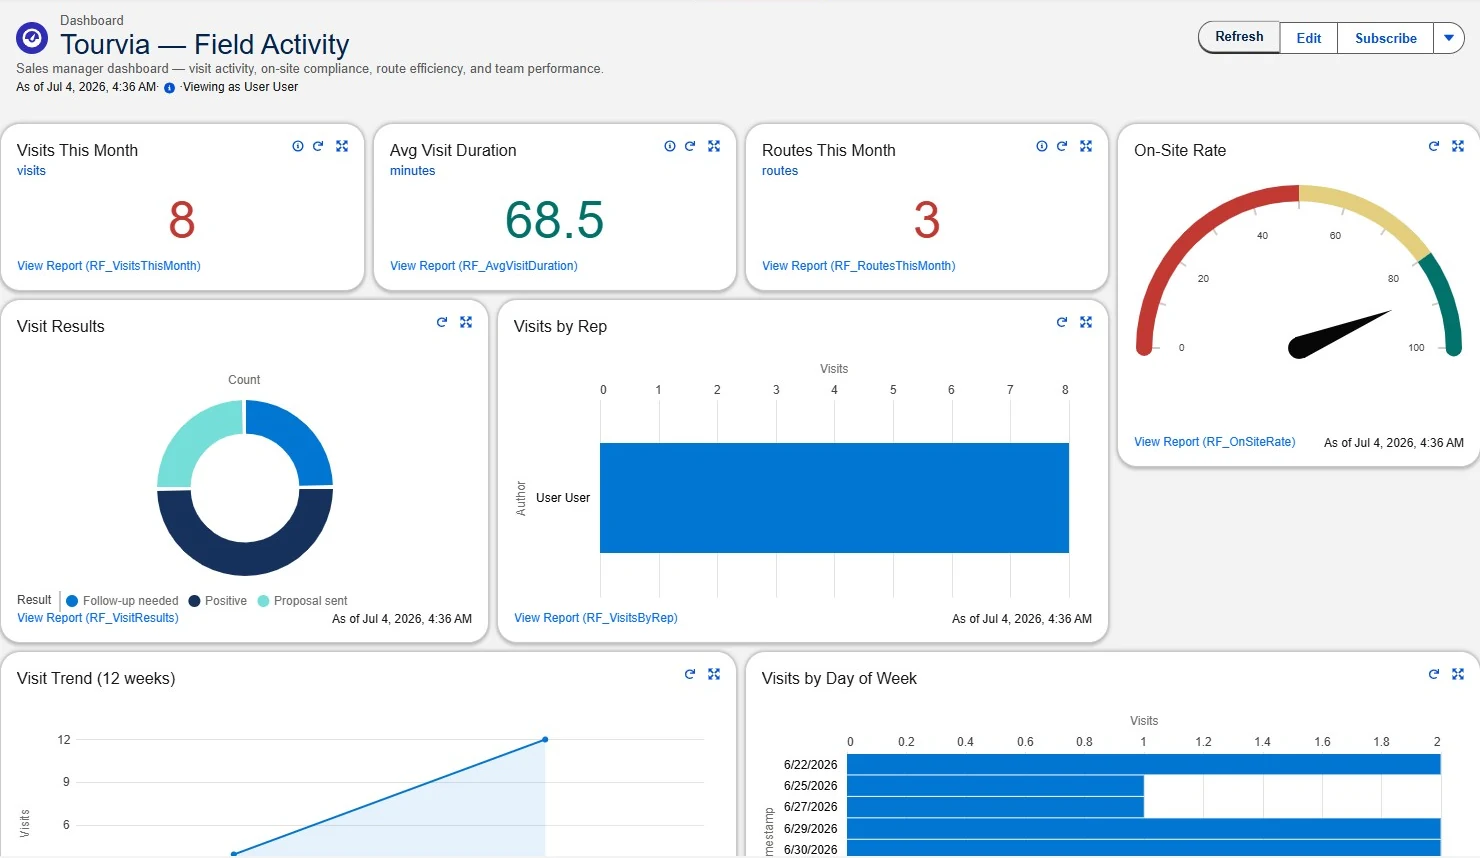 Dashboard
Tourvia — Field Activity
Sales manager dashboard — visit activity, on-site compliance, route efficiency, and team performance.
As of Jul 4, 2026, 4:36 AM· ·Viewing as User User
Refresh
Edit
Subscribe
Visits This Month
visits
8
View Report (RF_VisitsThisMonth)
Avg Visit Duration
minutes
68.5
View Report (RF_AvgVisitDuration)
Routes This Month
routes
3
View Report (RF_RoutesThisMonth)
On-Site Rate
0
20
40
60
80
100
View Report (RF_OnSiteRate)
As of Jul 4, 2026, 4:36 AM
Visit Results
Count
Result
Follow-up needed
Positive
Proposal sent
View Report (RF_VisitResults)
As of Jul 4, 2026, 4:36 AM
Visits by Rep
Visits
0 1 2 3 4 5 6 7 8
Author
User User
View Report (RF_VisitsByRep)
As of Jul 4, 2026, 4:36 AM
Visit Trend (12 weeks)
12
9
6
Visits
Visits by Day of Week
Visits
0 0.2 0.4 0.6 0.8 1 1.2 1.4 1.6 1.8 2
6/22/2026
6/25/2026
6/27/2026
6/29/2026
6/30/2026
mestamp